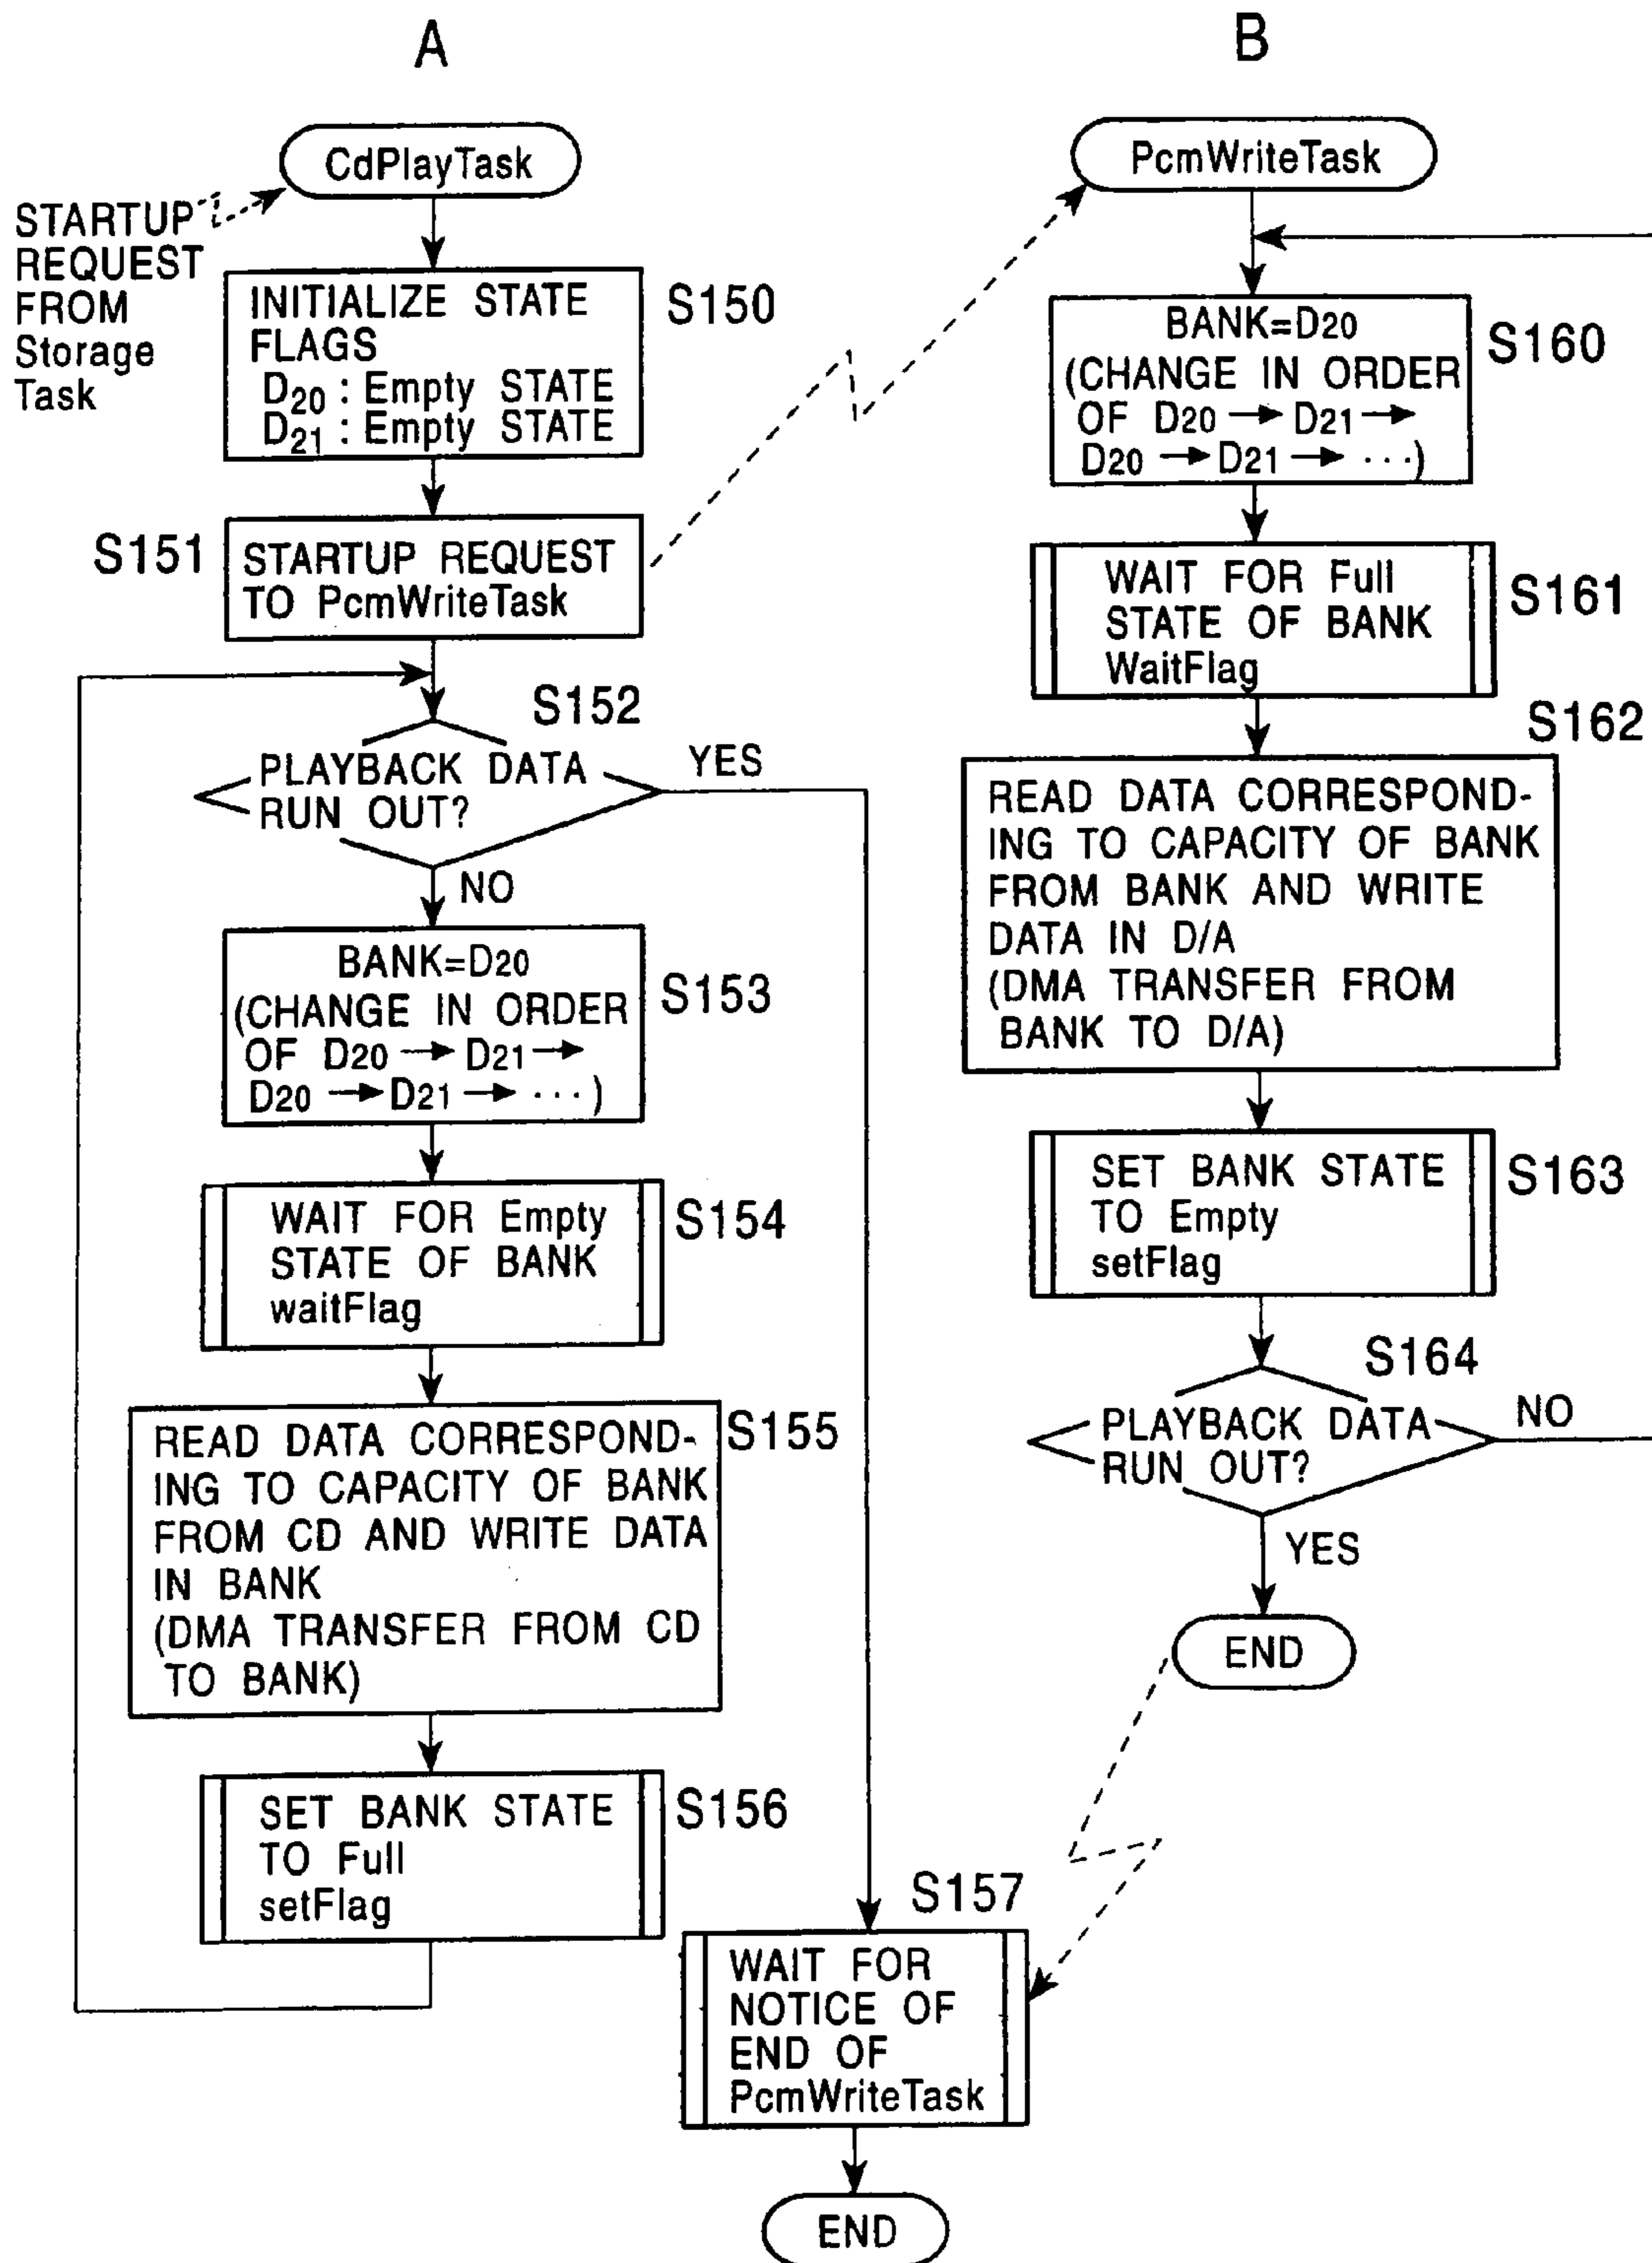 A
CdPlayTask
STARTUP
REQUEST
FROM
Storage
Task
INITIALIZE STATE
FLAGS
D20 : Empty STATE
D21 : Empty STATE
S150
S151
STARTUP REQUEST
TO PcmWriteTask
S152
PLAYBACK DATA
RUN OUT?
YES
NO
BANK=D20
(CHANGE IN ORDER
OF D20 → D21 →
D20 → D21 → ···)
S153
WAIT FOR Empty
STATE OF BANK
waitFlag
S154
READ DATA CORRESPOND-
ING TO CAPACITY OF BANK
FROM CD AND WRITE DATA
IN BANK
(DMA TRANSFER FROM CD
TO BANK)
S155
SET BANK STATE
TO Full
setFlag
S156
S157
WAIT FOR
NOTICE OF
END OF
PcmWriteTask
END
B
PcmWriteTask
BANK=D20
(CHANGE IN ORDER
OF D20 → D21 →
D20 → D21 → ···)
S160
WAIT FOR Full
STATE OF BANK
WaitFlag
S161
S162
READ DATA CORRESPOND-
ING TO CAPACITY OF BANK
FROM BANK AND WRITE
DATA IN D/A
(DMA TRANSFER FROM
BANK TO D/A)
SET BANK STATE
TO Empty
setFlag
S163
S164
PLAYBACK DATA
RUN OUT?
NO
YES
END